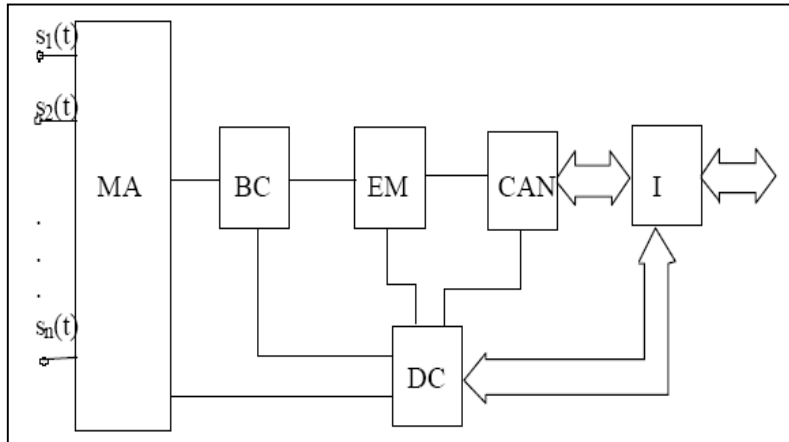 s₁(t)
s₂(t)
MA
BC
EM
CAN
I
.
.
.
sₙ(t)
DC